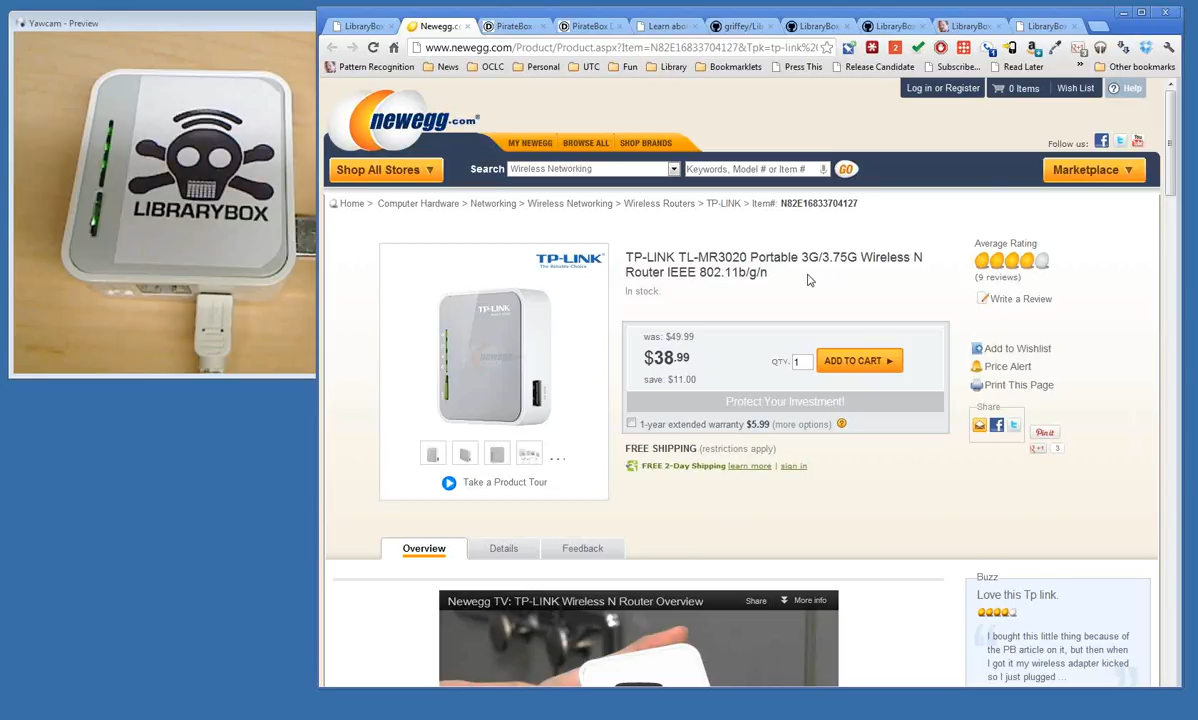 Yawcam - Preview
LIBRARYBOX
LibraryBox
Newegg.co
PirateBox
PirateBox D
Learn abou
griffey/Lib
LibraryBox
LibraryBox
LibraryBox
LibraryBox
www.newegg.com/Product/Product.aspx?Item=N82E16833704127&Tpk=tp-link%20
Pattern Recognition
News
OCLC
Personal
UTC
Fun
Library
Bookmarklets
Press This
Release Candidate
Subscribe...
Read Later
»
Other bookmarks
Log in or Register
0 Items
Wish List
Help
newegg.com
MY NEWEGG
BROWSE ALL
SHOP BRANDS
Follow us:
Shop All Stores
Search
Wireless Networking
Keywords, Model # or Item #
GO
Marketplace
Home > Computer Hardware > Networking > Wireless Networking > Wireless Routers > TP-LINK > Item#: N82E16833704127
TP-LINK
The Reliable Choice
TP-LINK
newegg
. . .
Take a Product Tour
TP-LINK TL-MR3020 Portable 3G/3.75G Wireless N
Router IEEE 802.11b/g/n
In stock.
was: $49.99
$38.99
save: $11.00
QTY. 1
ADD TO CART
Protect Your Investment!
1-year extended warranty $5.99 (more options)
FREE SHIPPING (restrictions apply)
FREE 2-Day Shipping learn more | sign in
Average Rating
(9 reviews)
Write a Review
Add to Wishlist
Price Alert
Print This Page
Share
Pin it
+1
3
Overview
Details
Feedback
Newegg TV: TP-LINK Wireless N Router Overview
Share
More info
Buzz
Love this Tp link.
I bought this little thing because of
the PB article on it, but then when
I got it my wireless adapter kicked
so I just plugged ...